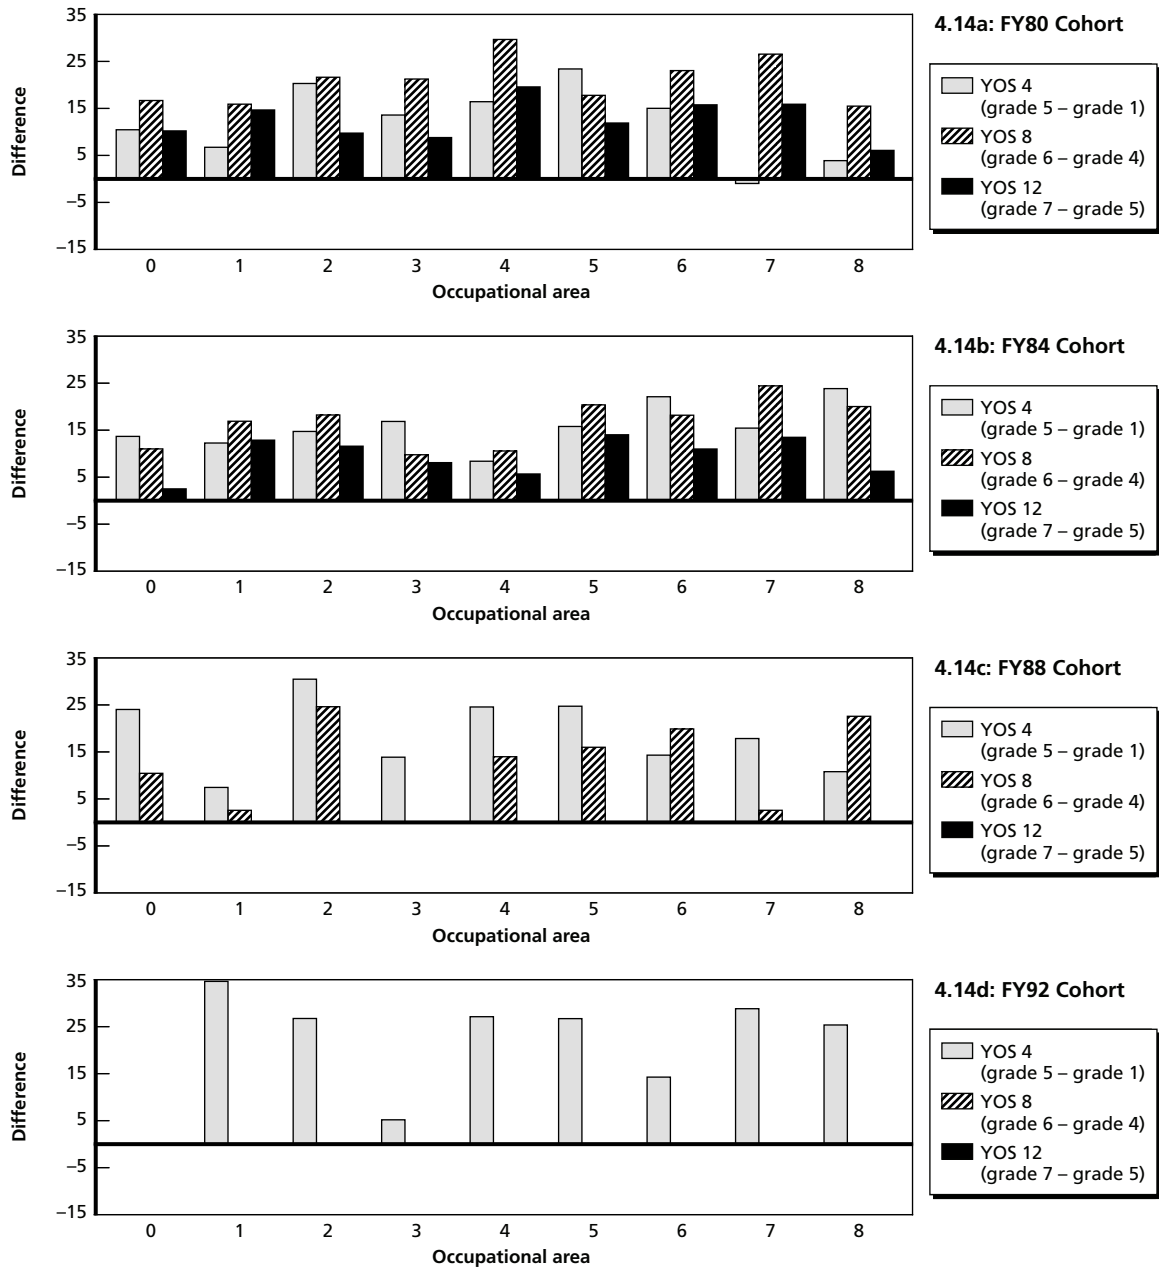 4.14a: FY80 Cohort
35
25
15
5
–5
–15
Difference
0 1 2 3 4 5 6 7 8
Occupational area
YOS 4
(grade 5 – grade 1)
YOS 8
(grade 6 – grade 4)
YOS 12
(grade 7 – grade 5)
4.14b: FY84 Cohort
35
25
15
5
–5
–15
Difference
0 1 2 3 4 5 6 7 8
Occupational area
YOS 4
(grade 5 – grade 1)
YOS 8
(grade 6 – grade 4)
YOS 12
(grade 7 – grade 5)
4.14c: FY88 Cohort
35
25
15
5
–5
–15
Difference
0 1 2 3 4 5 6 7 8
Occupational area
YOS 4
(grade 5 – grade 1)
YOS 8
(grade 6 – grade 4)
YOS 12
(grade 7 – grade 5)
4.14d: FY92 Cohort
35
25
15
5
–5
–15
Difference
0 1 2 3 4 5 6 7 8
Occupational area
YOS 4
(grade 5 – grade 1)
YOS 8
(grade 6 – grade 4)
YOS 12
(grade 7 – grade 5)